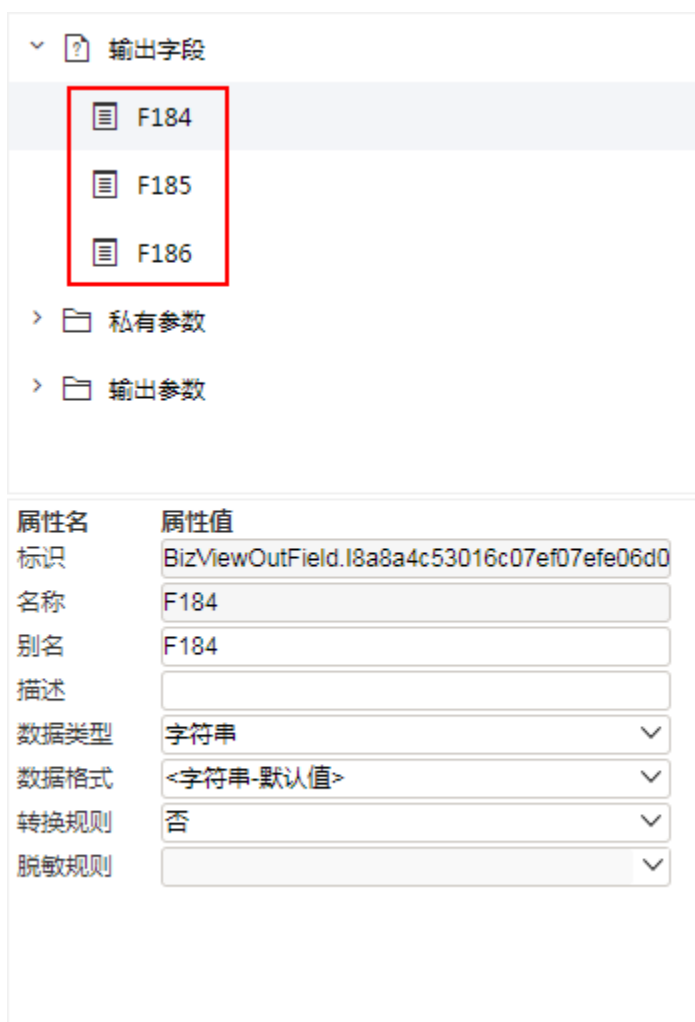 输出字段
F184
F185
F186
私有参数
输出参数
属性名 属性值
标识 BizViewOutField.I8a8a4c53016c07ef07efe06d0
名称 F184
别名 F184
描述
数据类型 字符串
数据格式 <字符串-默认值>
转换规则 否
脱敏规则